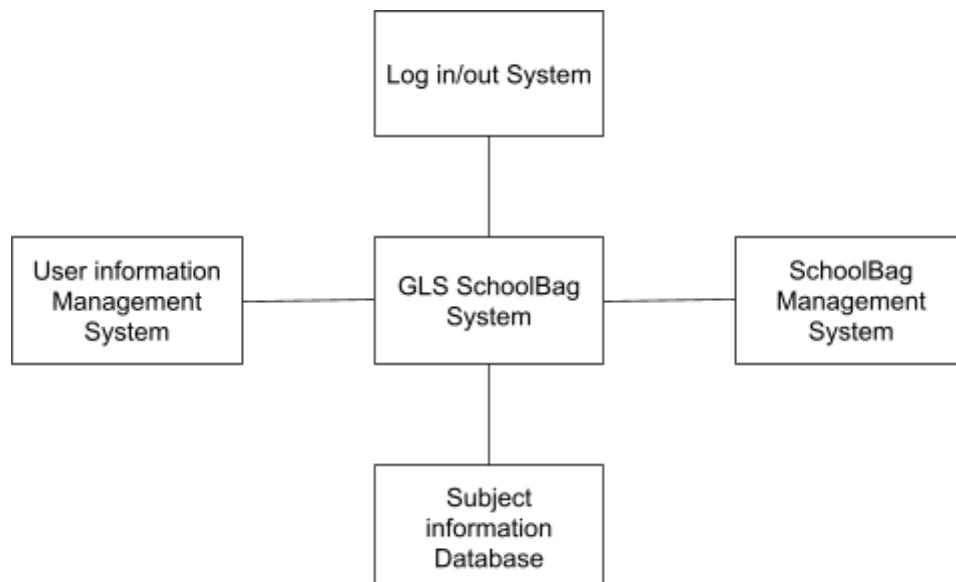 Log in/out System
User information
Management
System
GLS SchoolBag
System
SchoolBag
Management
System
Subject
information
Database